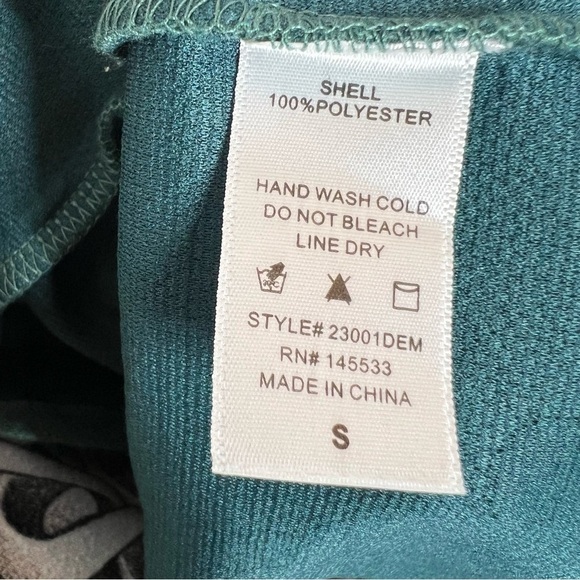 SHELL
100%POLYESTER
HAND WASH COLD
DO NOT BLEACH
LINE DRY
STYLE# 23001DEM
RN# 145533
MADE IN CHINA
S